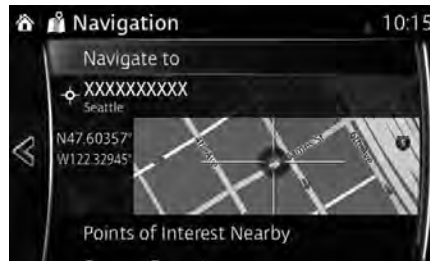 Navigation
10:15
Navigate to
XXXXXXXXXX
Seattle
N47.60357°
W122.32945°
Points of Interest Nearby